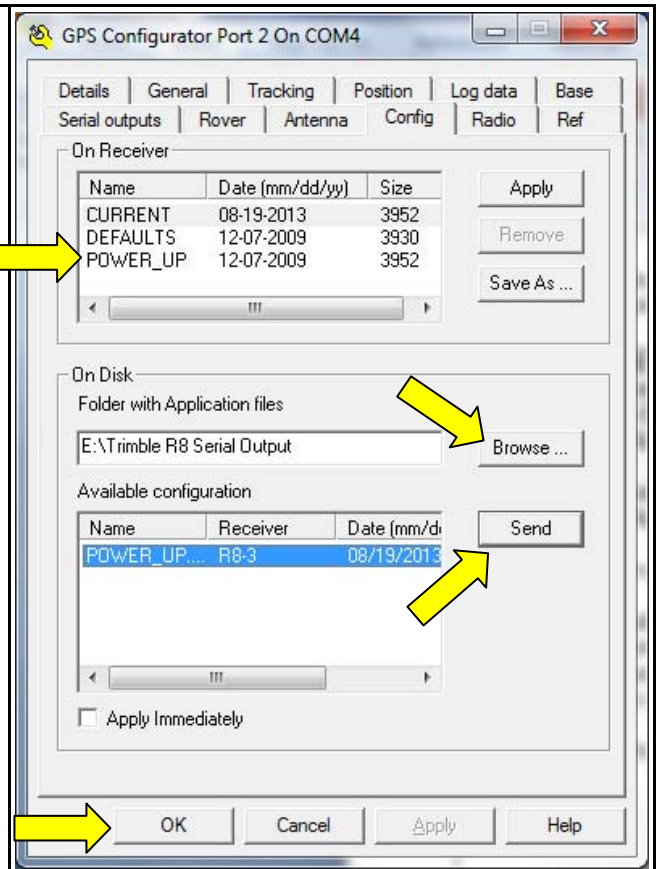 GPS Configurator Port 2 On COM4
Details General Tracking Position Log data Base
Serial outputs Rover Antenna Config Radio Ref
On Receiver
Name Date (mm/dd/yy) Size
CURRENT 08-19-2013 3952
DEFAULTS 12-07-2009 3930
POWER_UP 12-07-2009 3952
Apply
Remove
Save As ...
On Disk
Folder with Application files
E:\Trimble R8 Serial Output
Browse ...
Available configuration
Name Receiver Date (mm/d
POWER_UP.... R8-3 08/19/2013
Send
Apply Immediately
OK Cancel Apply Help